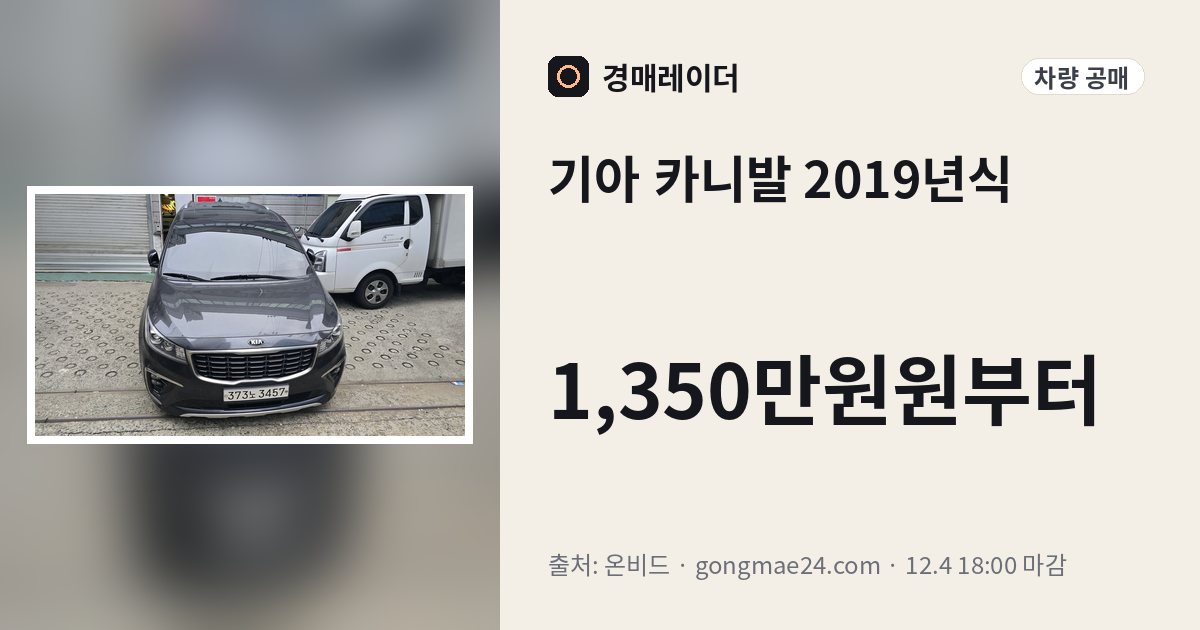 경매레이더
차량 공매
기아 카니발 2019년식
1,350만원원부터
출처: 온비드 · gongmae24.com · 12.4 18:00 마감
KIA
373노 3457